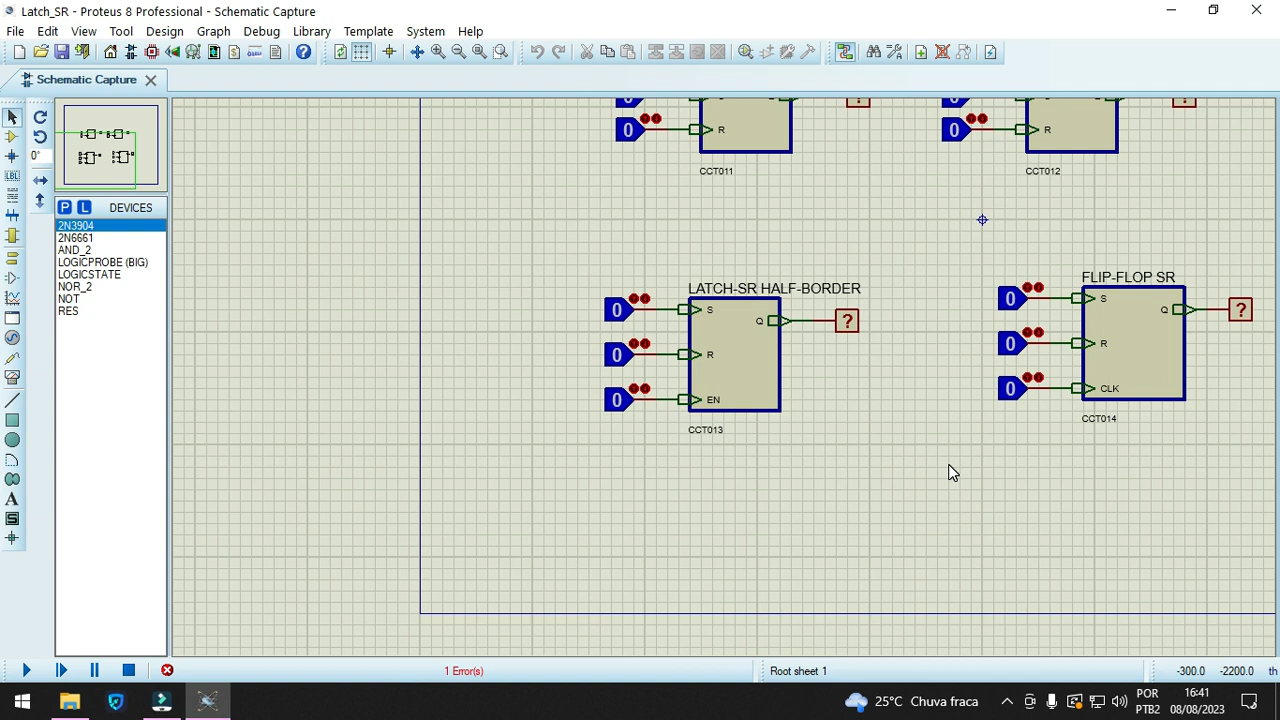 Latch_SR - Proteus 8 Professional - Schematic Capture
File Edit View Tool Design Graph Debug Library Template System Help
Schematic Capture
0°
P L DEVICES
2N3904
2N6661
AND_2
LOGICPROBE (BIG)
LOGICSTATE
NOR_2
NOT
RES
0 R
CCT011
0 R
CCT012
LATCH-SR HALF-BORDER
0 S
Q ?
0 R
0 EN
CCT013
FLIP-FLOP SR
0 S
Q ?
0 R
0 CLK
CCT014
1 Error(s)
Root sheet 1
-300.0 -2200.0 th
25°C Chuva fraca
POR
PTB2
16:41
08/08/2023